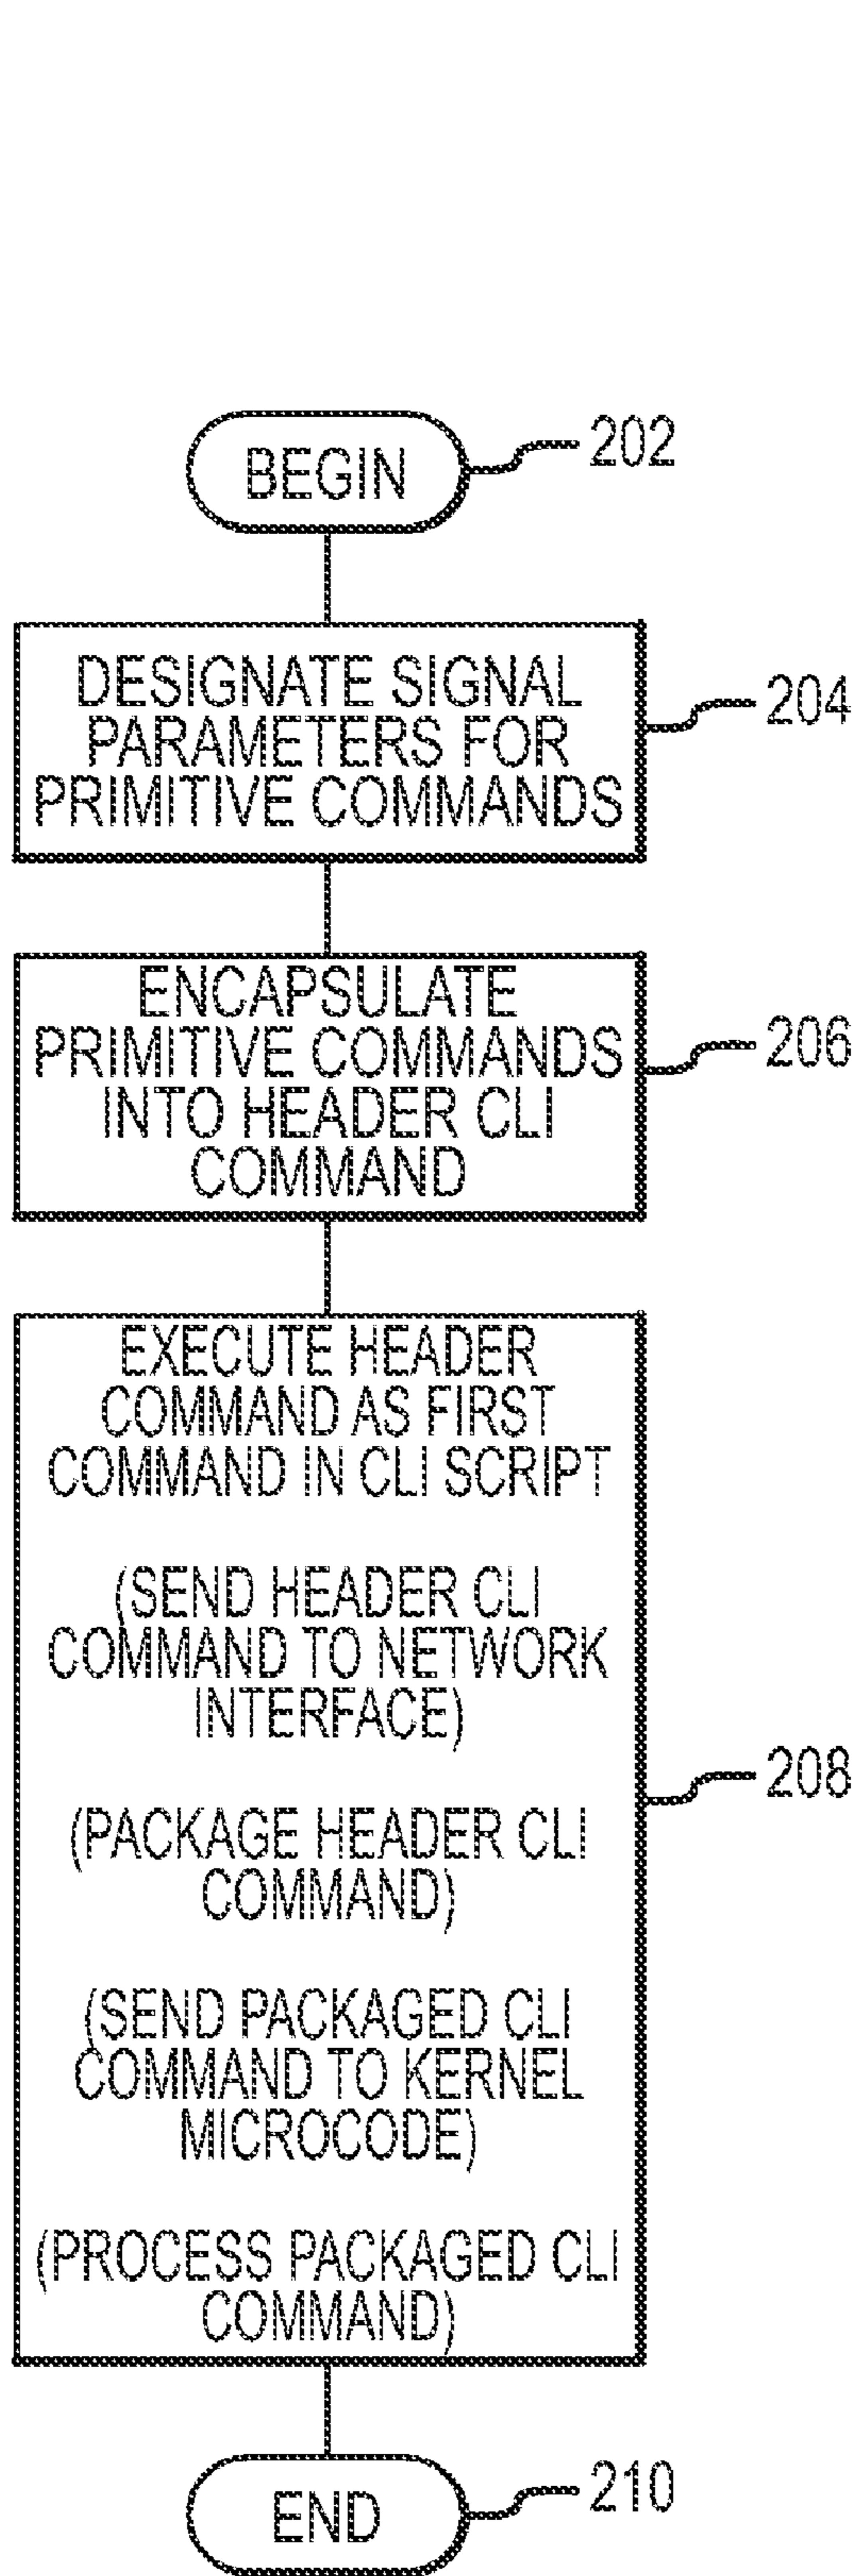 BEGIN
202
DESIGNATE SIGNAL
PARAMETERS FOR
PRIMITIVE COMMANDS
204
ENCAPSULATE
PRIMITIVE COMMANDS
INTO HEADER CLI
COMMAND
206
EXECUTE HEADER
COMMAND AS FIRST
COMMAND IN CLI SCRIPT
(SEND HEADER CLI
COMMAND TO NETWORK
INTERFACE)
(PACKAGE HEADER CLI
COMMAND)
(SEND PACKAGED CLI
COMMAND TO KERNEL
MICROCODE)
(PROCESS PACKAGED CLI
COMMAND)
208
END
210